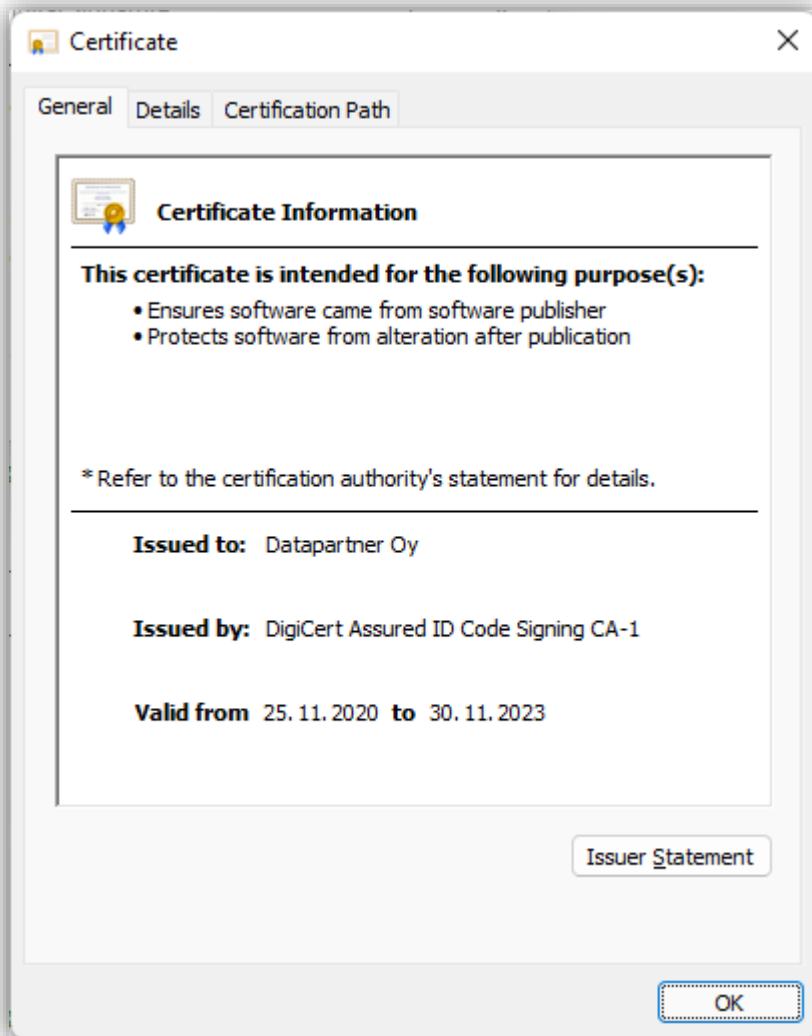 Certificate
General Details Certification Path
Certificate Information
This certificate is intended for the following purpose(s):
• Ensures software came from software publisher
• Protects software from alteration after publication
* Refer to the certification authority's statement for details.
Issued to: Datapartner Oy
Issued by: DigiCert Assured ID Code Signing CA-1
Valid from 25. 11. 2020 to 30. 11. 2023
Issuer Statement
OK